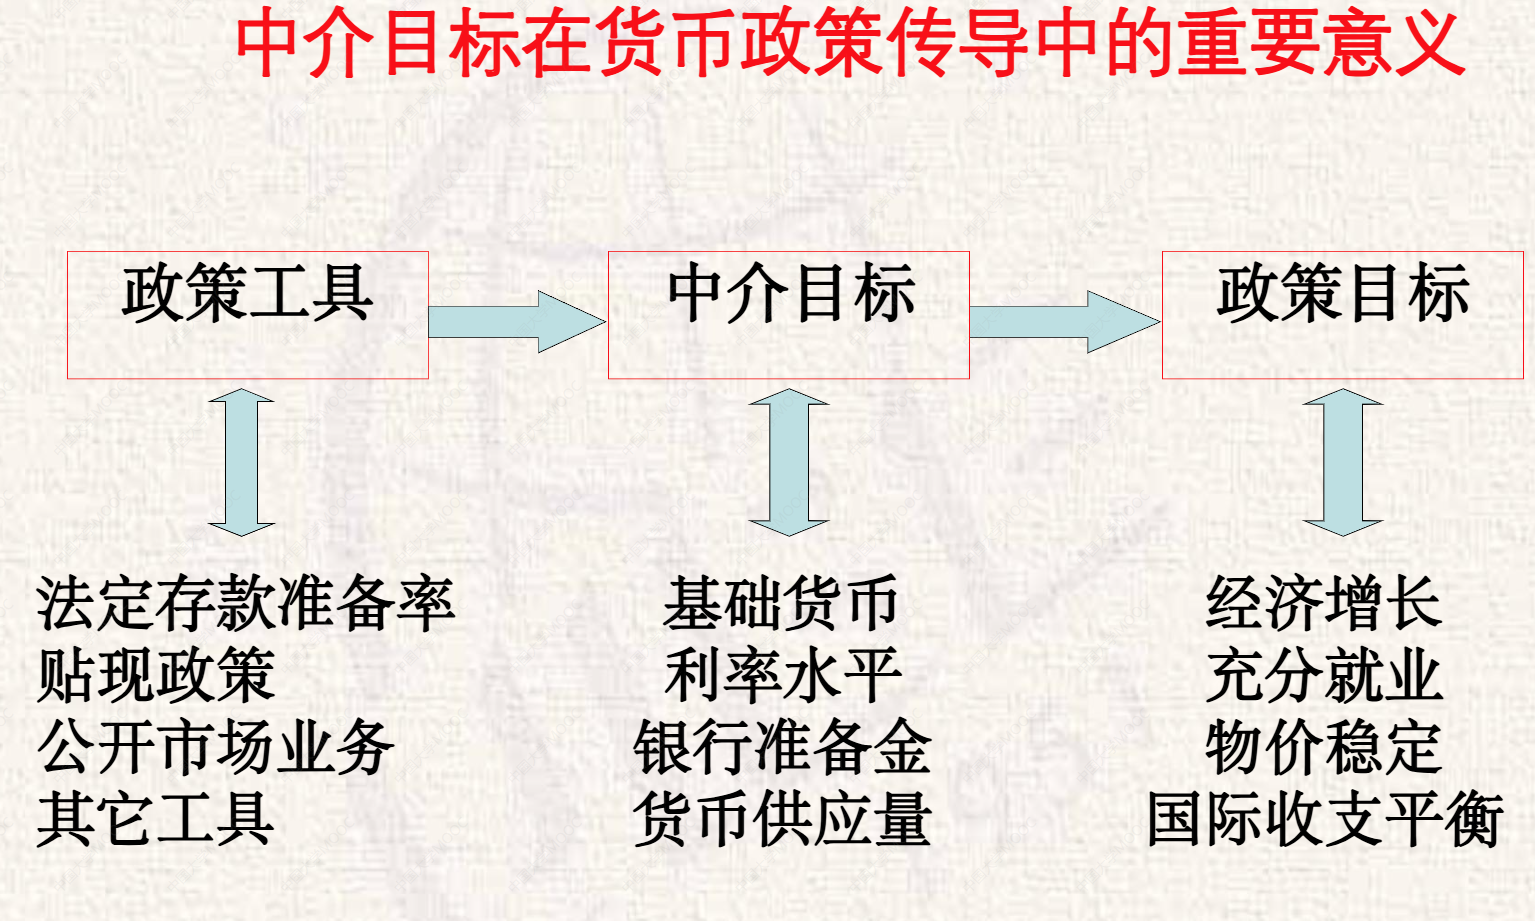 中介目标在货币政策传导中的重要意义
政策工具
中介目标
政策目标
法定存款准备率
贴现政策
公开市场业务
其它工具
基础货币
利率水平
银行准备金
货币供应量
经济增长
充分就业
物价稳定
国际收支平衡